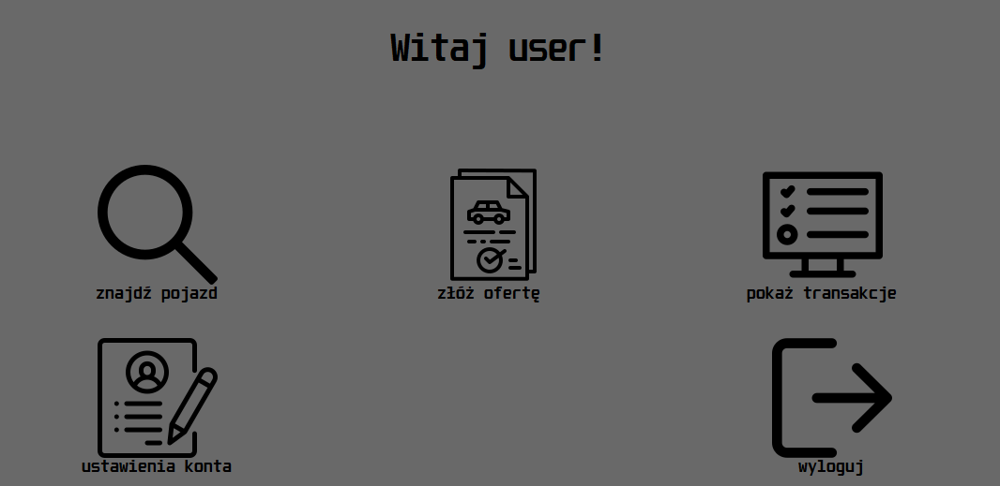 Witaj user!
znajdź pojazd
złóż ofertę
pokaż transakcje
ustawienia konta
wyloguj